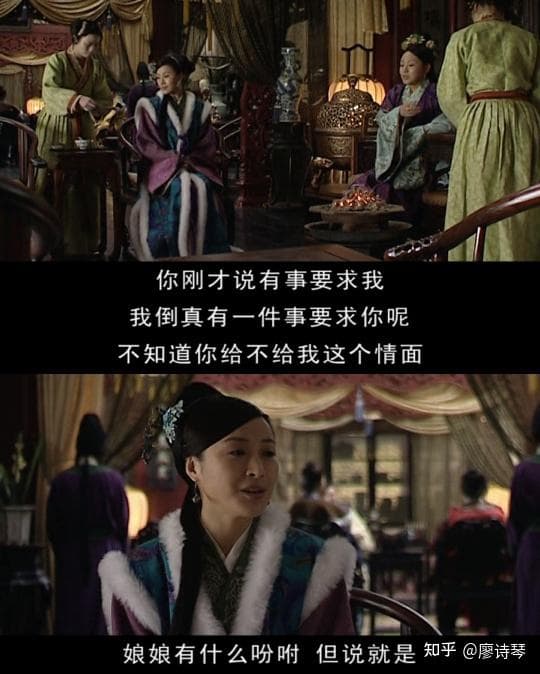 你刚才说有事要求我
我倒真有一件事要求你呢
不知道你给不给我这个情面
娘娘有什么吩咐 但说就是
知乎 @廖诗琴